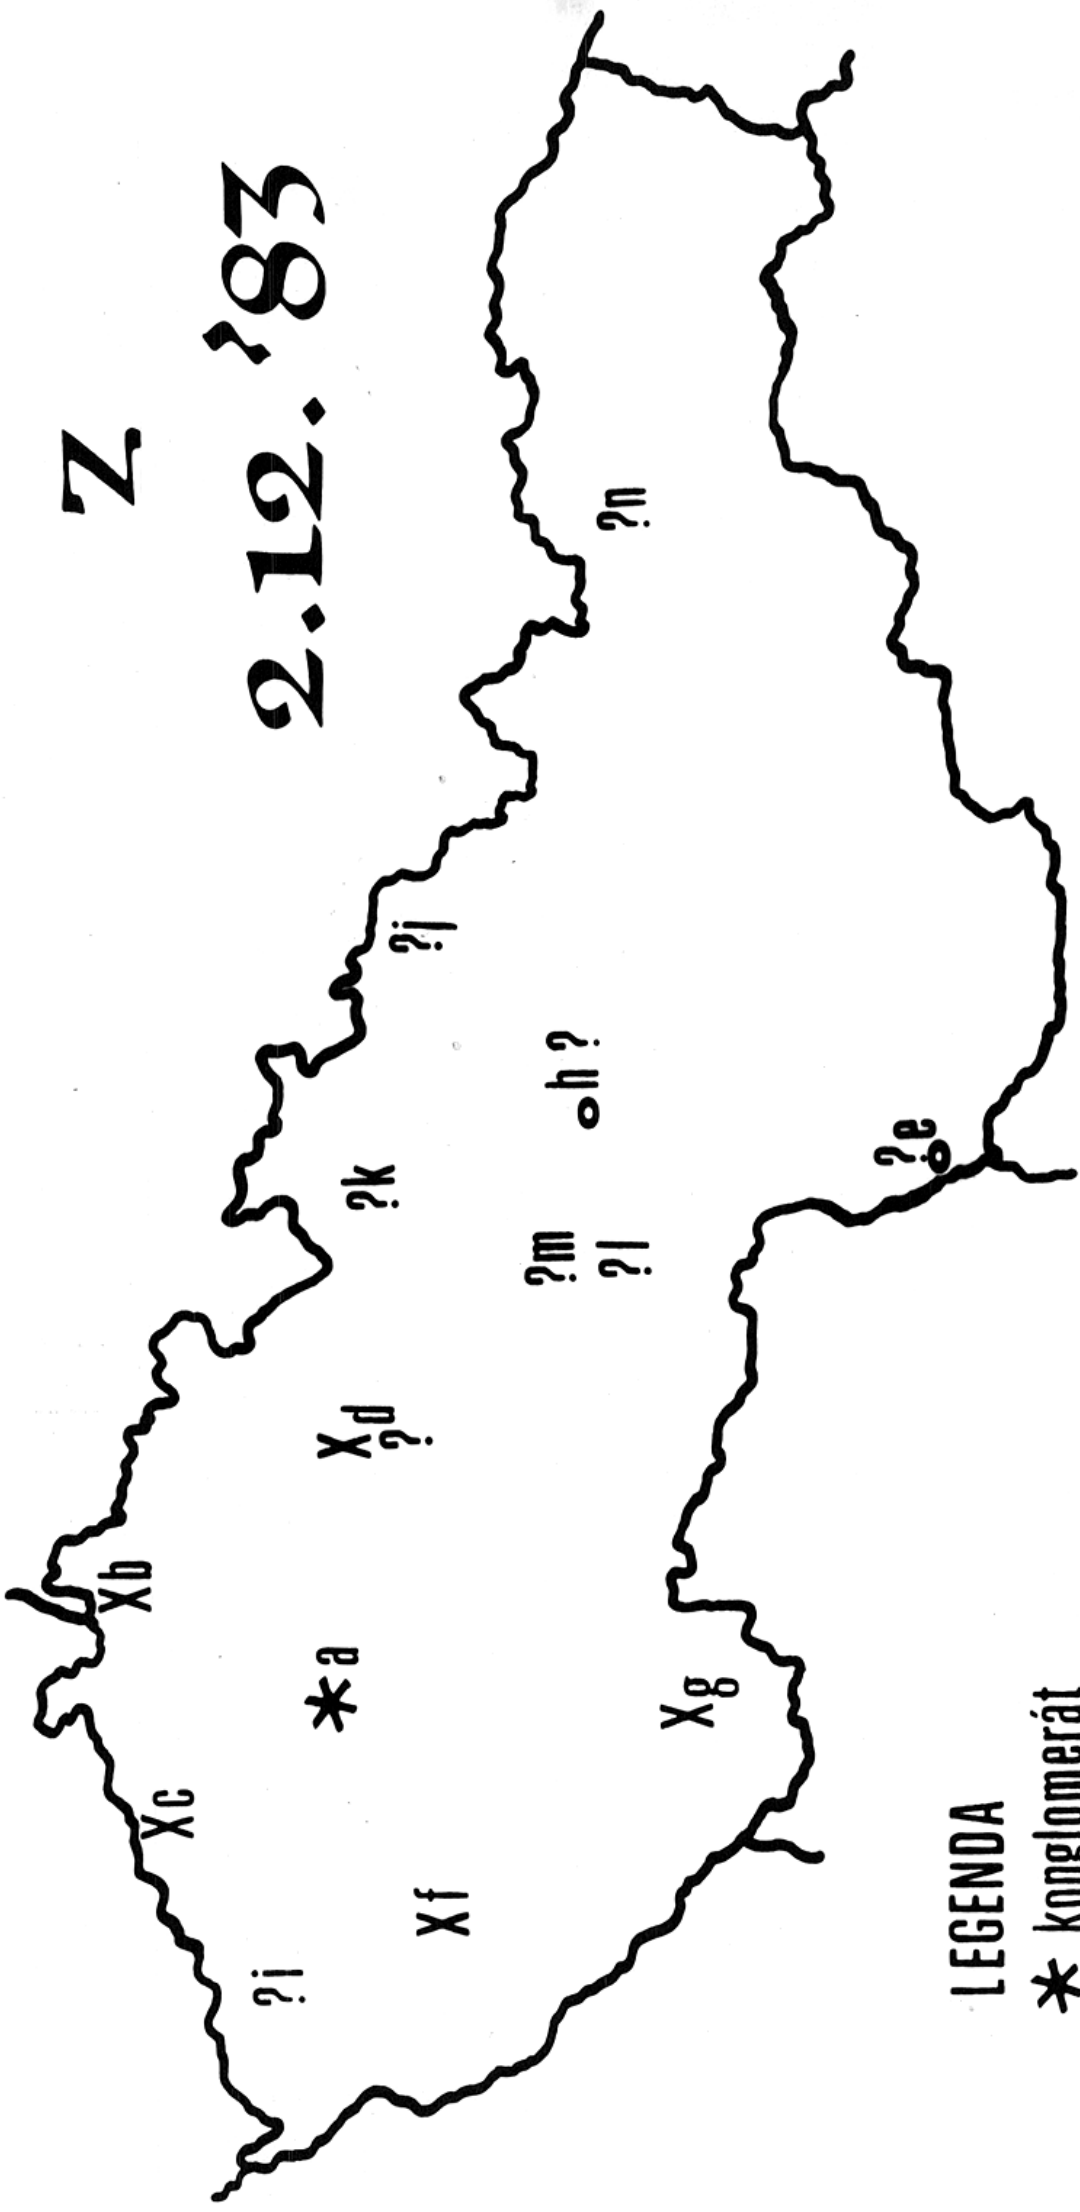 Z
2.12. '83
Xb
Xc
?i
*a
Xd
?
?k
?j
Xf
?m
oh?
?l
?n
Xg
?e
o
LEGENDA
* konglomerát